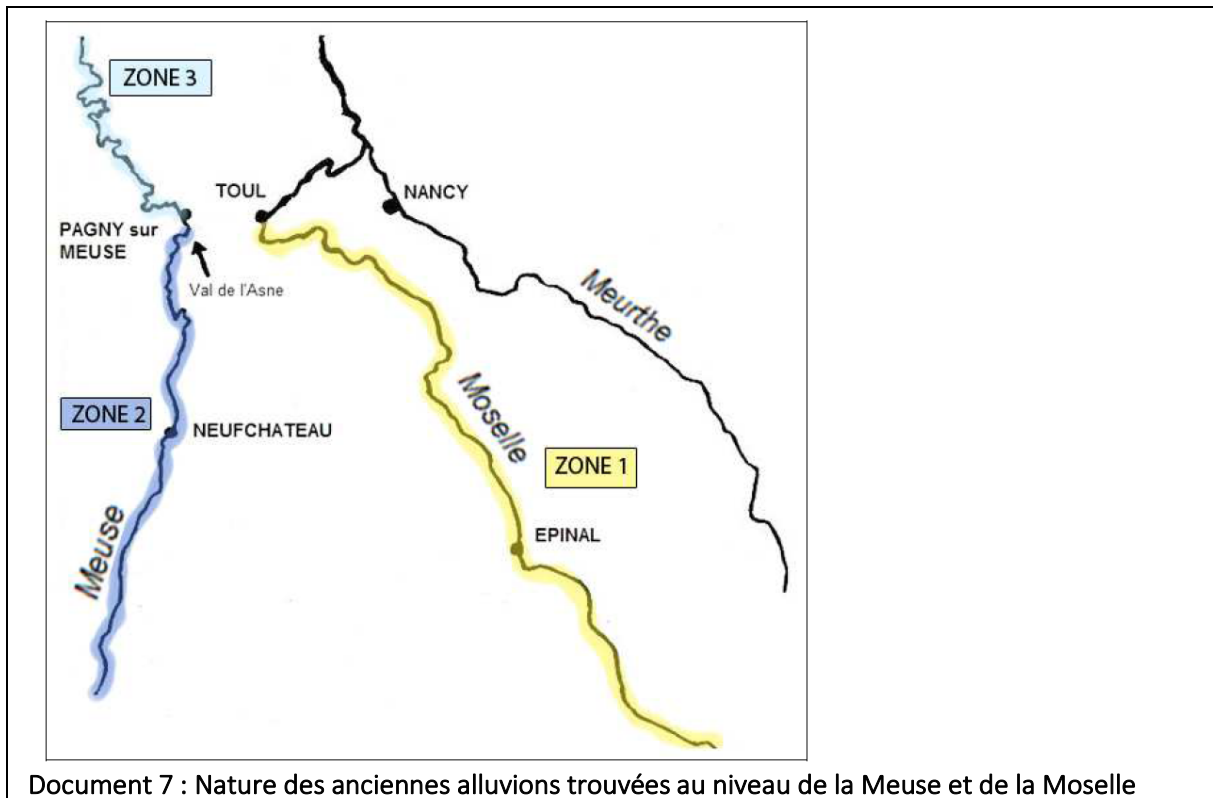 ZONE 3
TOUL
NANCY
PAGNY sur
MEUSE
Val de l'Asne
Meurthe
Moselle
ZONE 2
NEUFCHATEAU
ZONE 1
Meuse
EPINAL
Document 7 : Nature des anciennes alluvions trouvées au niveau de la Meuse et de la Moselle